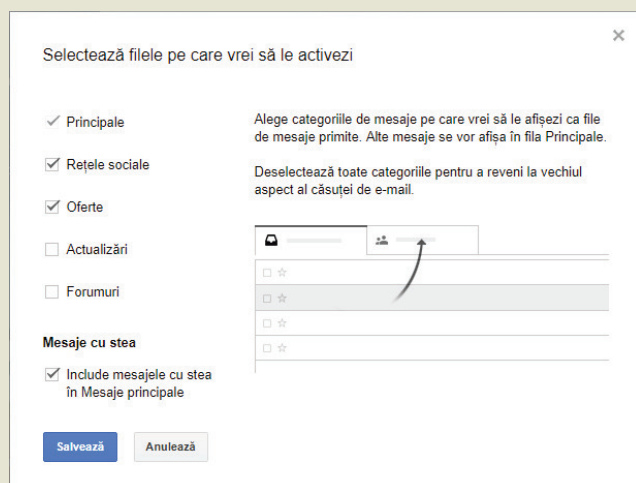 Selectează filele pe care vrei să le activezi
Principale
Rețele sociale
Oferte
Actualizări
Forumuri
Mesaje cu stea
Include mesajele cu stea
în Mesaje principale
Alege categoriile de mesaje pe care vrei să le afișezi ca file
de mesaje primite. Alte mesaje se vor afișa în fila Principale.
Deselectează toate categoriile pentru a reveni la vechiul
aspect al căsuței de e-mail.
Salvează
Anulează